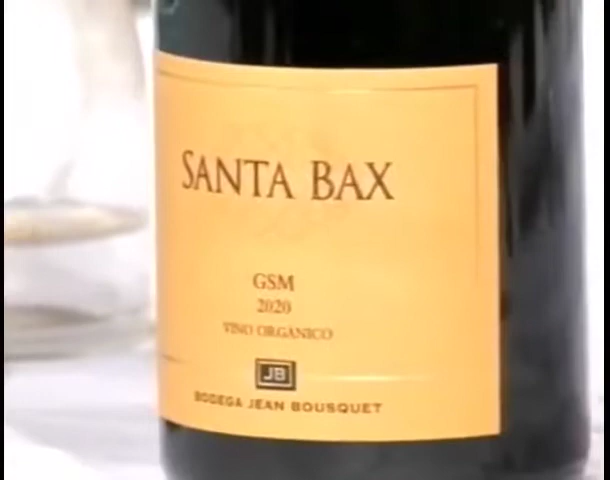 SANTA BAX
GSM
2020
VINO ORGANICO
JB
BODEGA JEAN BOUSQUET